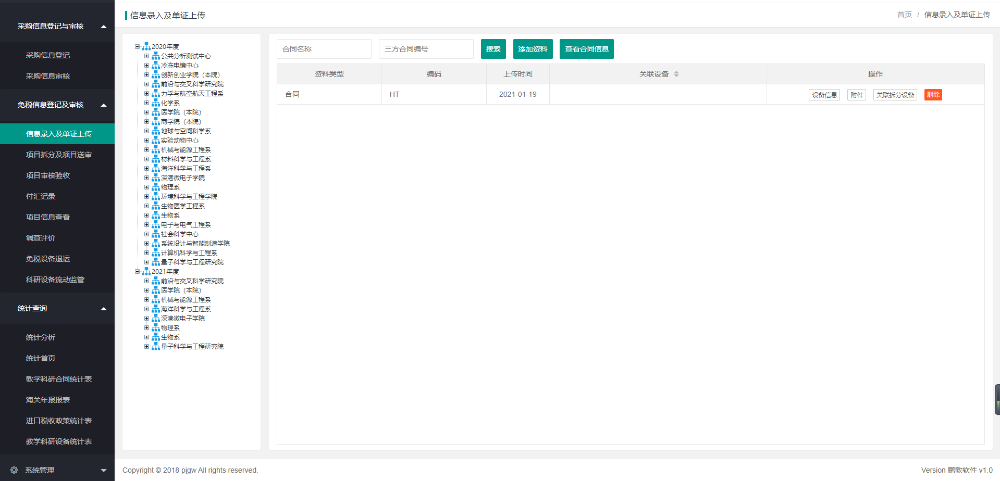 采购信息登记与审核
采购信息登记
采购信息审核
免税信息登记及审核
信息录入及单证上传
项目拆分及项目送审
项目审核验收
付汇记录
项目信息查看
调查评价
免税设备退运
科研设备流动监管
统计查询
统计分析
统计首页
教学科研合同统计表
海关年报报表
进口税收政策统计表
教学科研设备统计表
系统管理
信息录入及单证上传
首页 / 信息录入及单证上传
2020年度
公共分析测试中心
冷冻电镜中心
创新创业学院（本院）
前沿与交叉科学研究院
力学与航空航天工程系
化学系
医学院（本院）
商学院（本院）
地球与空间科学系
实验动物中心
机械与能源工程系
材料科学与工程系
海洋科学与工程系
深港微电子学院
物理系
环境科学与工程学院
生物医学工程系
生物系
电子与电气工程系
社会科学中心
系统设计与智能制造学院
计算机科学与工程系
量子科学与工程研究院
2021年度
前沿与交叉科学研究院
医学院（本院）
机械与能源工程系
海洋科学与工程系
深港微电子学院
物理系
生物系
量子科学与工程研究院
合同名称 三方合同编号 搜索 添加资料 查看合同信息
资料类型 编码 上传时间 关联设备 操作
合同 HT 2021-01-19 设备信息 附件 关联拆分设备 删除
Copyright © 2018 pjgw All rights reserved.
Version 鹏教软件 v1.0